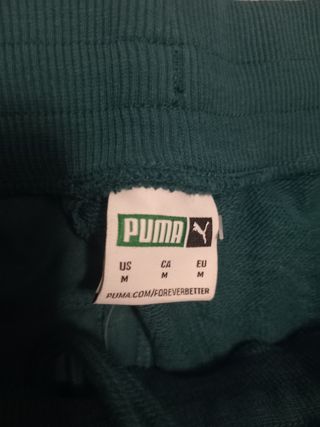 PUMA
US CA EU
M M M
PUMA.COM/FOREVERBETTER